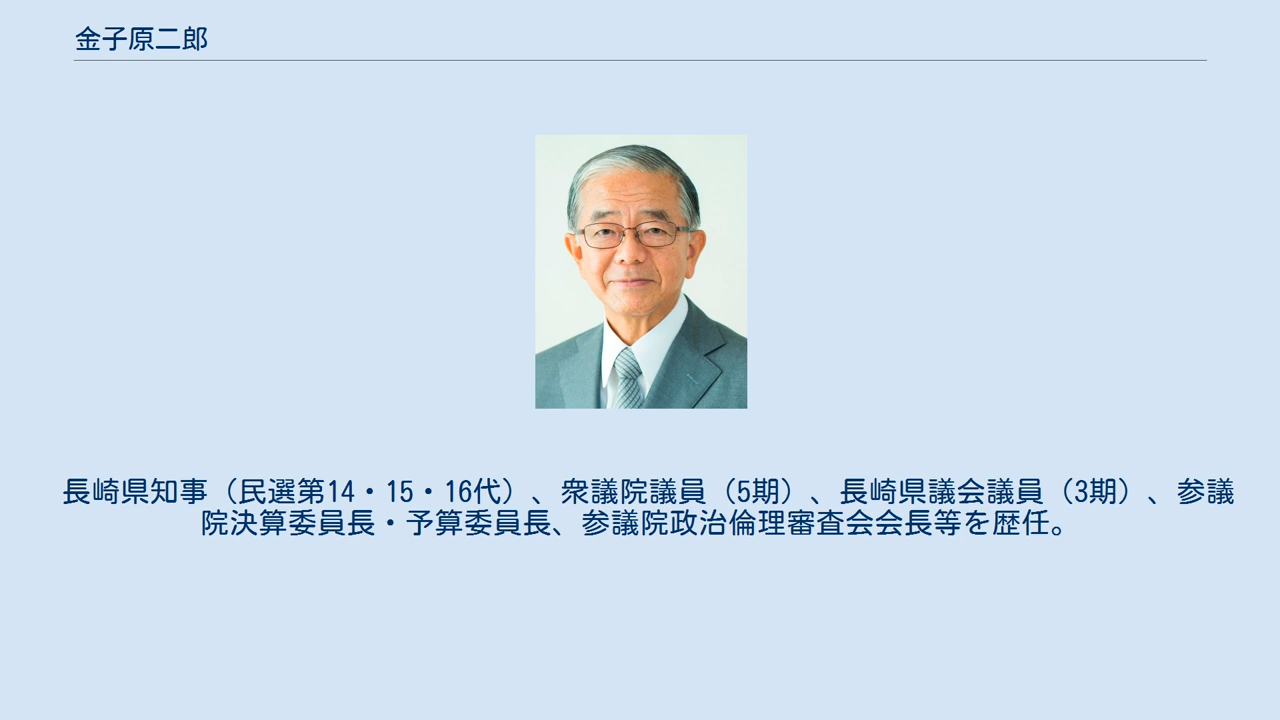 金子原二郎
長崎県知事（民選第14・15・16代）、衆議院議員（5期）、長崎県議会議員（3期）、参議
院決算委員長・予算委員長、参議院政治倫理審査会会長等を歴任。